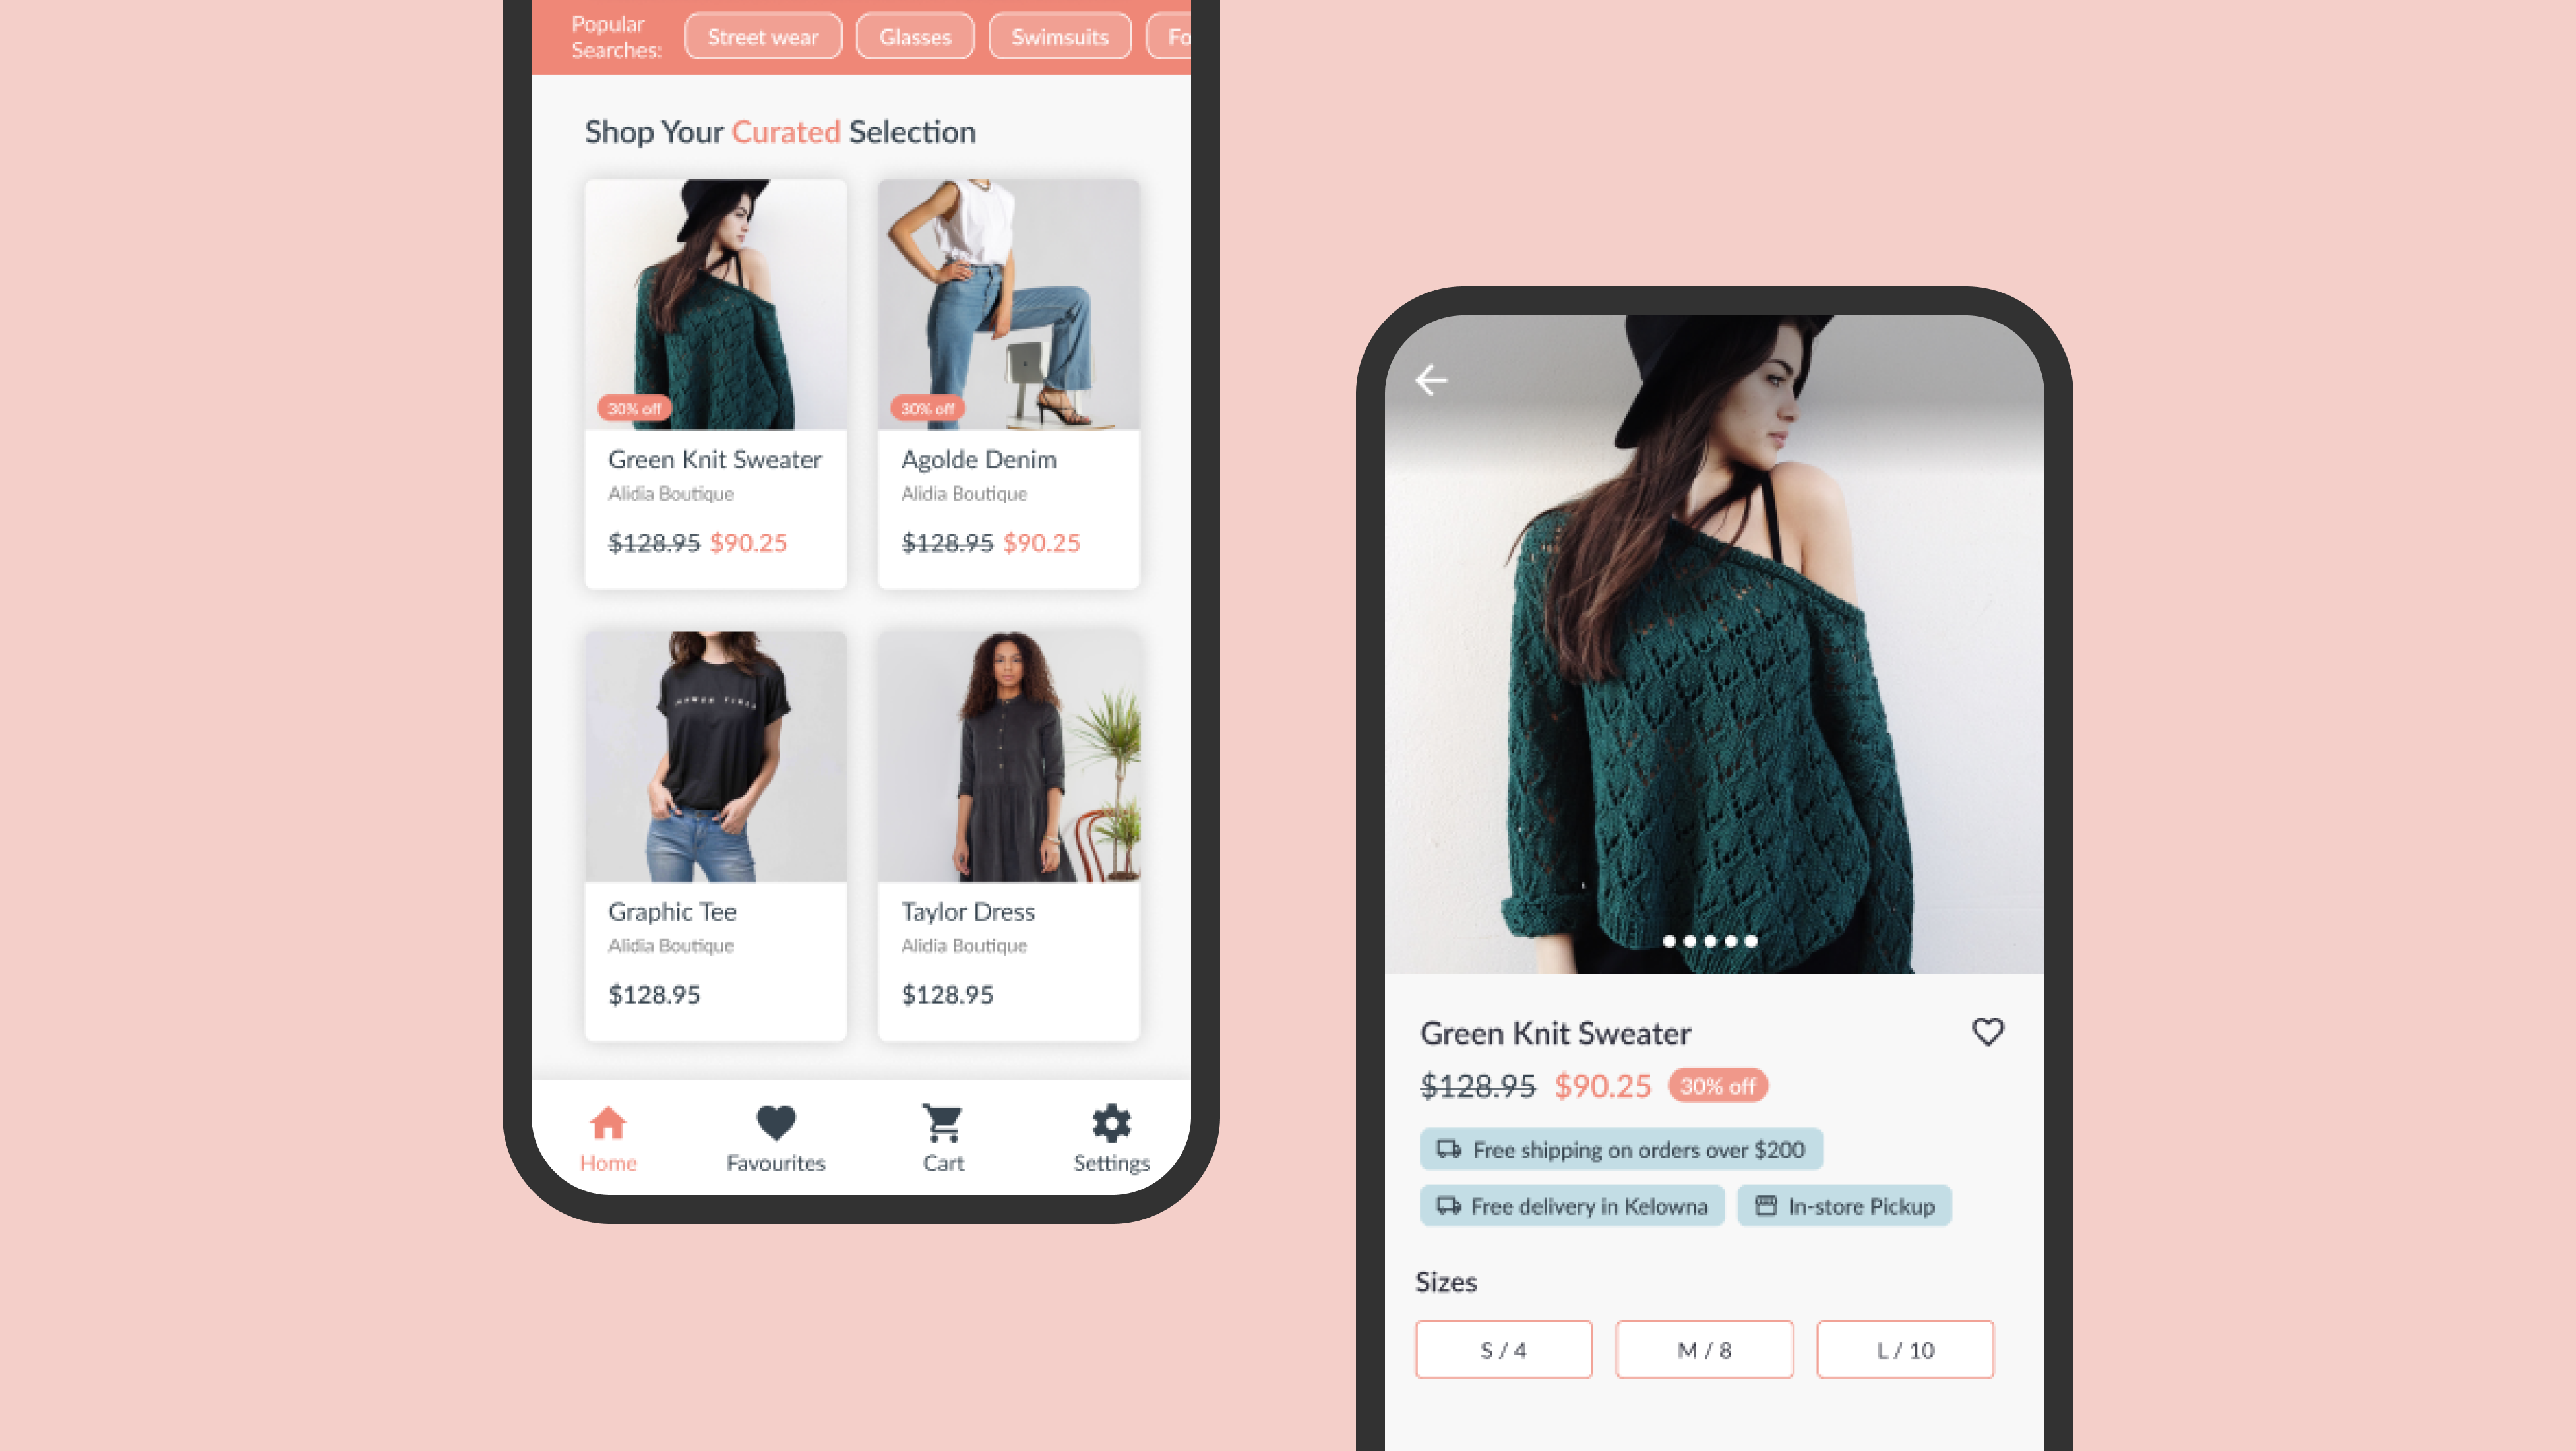 Popular
Searches:
Street wear
Glasses
Swimsuits
Fo
Shop Your Curated Selection
30% off
30% off
Green Knit Sweater
Alidia Boutique
$128.95 $90.25
Agolde Denim
Alidia Boutique
$128.95 $90.25
Graphic Tee
Alidia Boutique
$128.95
Taylor Dress
Alidia Boutique
$128.95
Home
Favourites
Cart
Settings
Green Knit Sweater
$128.95 $90.25 30% off
Free shipping on orders over $200
Free delivery in Kelowna
In-store Pickup
Sizes
S / 4
M / 8
L / 10